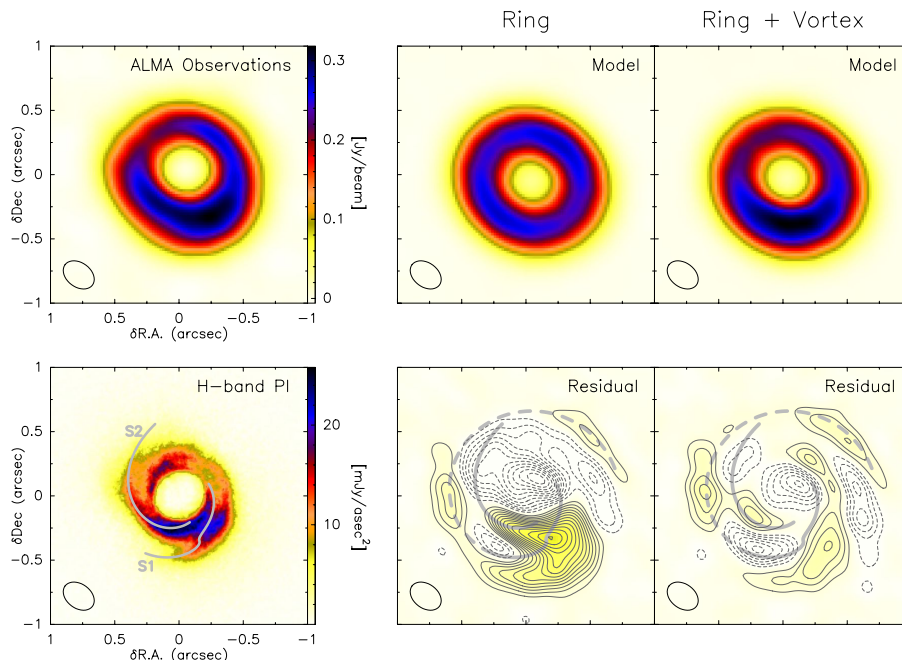 Ring
Ring + Vortex
ALMA Observations
Model
Model
1
0.5
0
−0.5
−1
δDec (arcsec)
1
0.5
0
−0.5
−1
δR.A. (arcsec)
0.3
0.2
0.1
0
[Jy/beam]
H−band PI
Residual
Residual
S2
S1
1
0.5
0
−0.5
−1
δDec (arcsec)
1
0.5
0
−0.5
−1
δR.A. (arcsec)
20
10
[mJy/asec²]